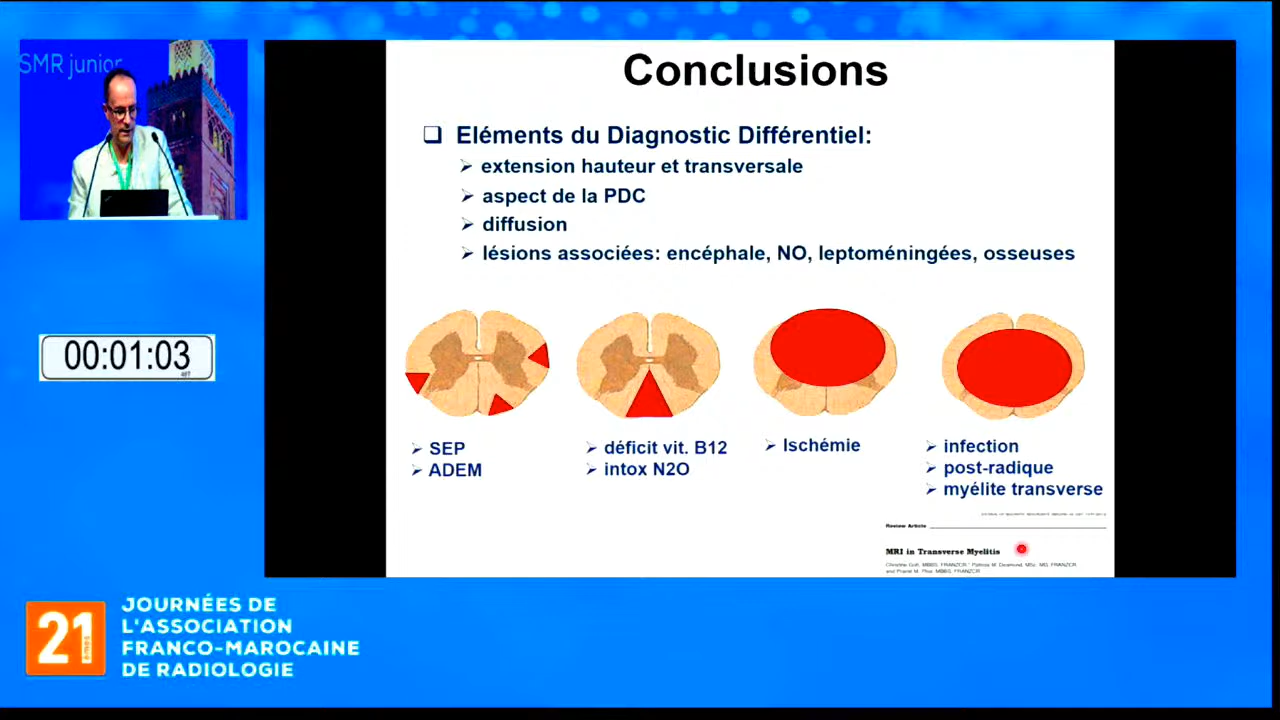 SMR junior
Conclusions
❑ Eléments du Diagnostic Différentiel:
➢ extension hauteur et transversale
➢ aspect de la PDC
➢ diffusion
➢ lésions associées: encéphale, NO, leptoméningées, osseuses
00:01:03
➢ SEP
➢ ADEM
➢ déficit vit. B12
➢ intox N2O
➢ Ischémie
➢ infection
➢ post-radique
➢ myélite transverse
Review Article
MRI in Transverse Myelitis
21 èmes
JOURNÉES DE
L'ASSOCIATION
FRANCO-MAROCAINE
DE RADIOLOGIE